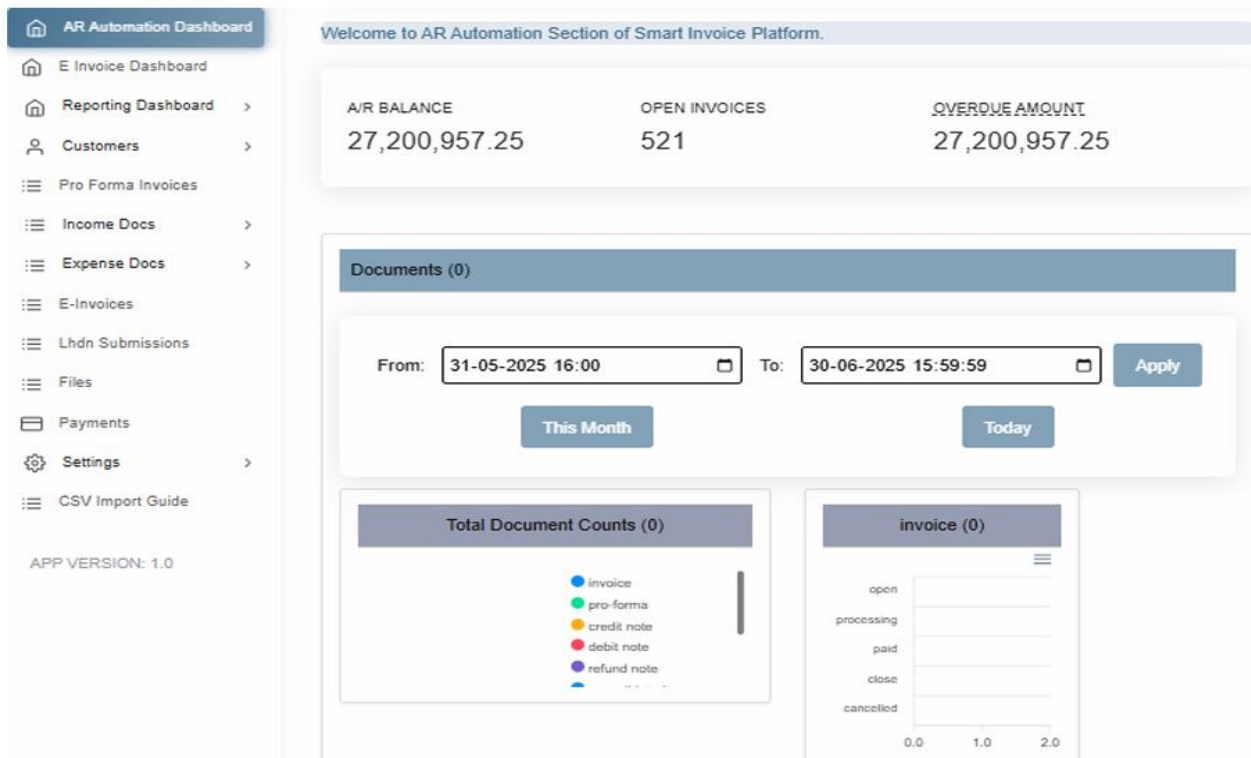 AR Automation Dashboard
E Invoice Dashboard
Reporting Dashboard
Customers
Pro Forma Invoices
Income Docs
Expense Docs
E-Invoices
Lhdn Submissions
Files
Payments
Settings
CSV Import Guide
APP VERSION: 1.0
Welcome to AR Automation Section of Smart Invoice Platform.
A/R BALANCE
27,200,957.25
OPEN INVOICES
521
OVERDUE AMOUNT
27,200,957.25
Documents (0)
From: 31-05-2025 16:00 To: 30-06-2025 15:59:59 Apply
This Month Today
Total Document Counts (0)
invoice
pro-forma
credit note
debit note
refund note
invoice (0)
open
processing
paid
close
cancelled
0.0 1.0 2.0